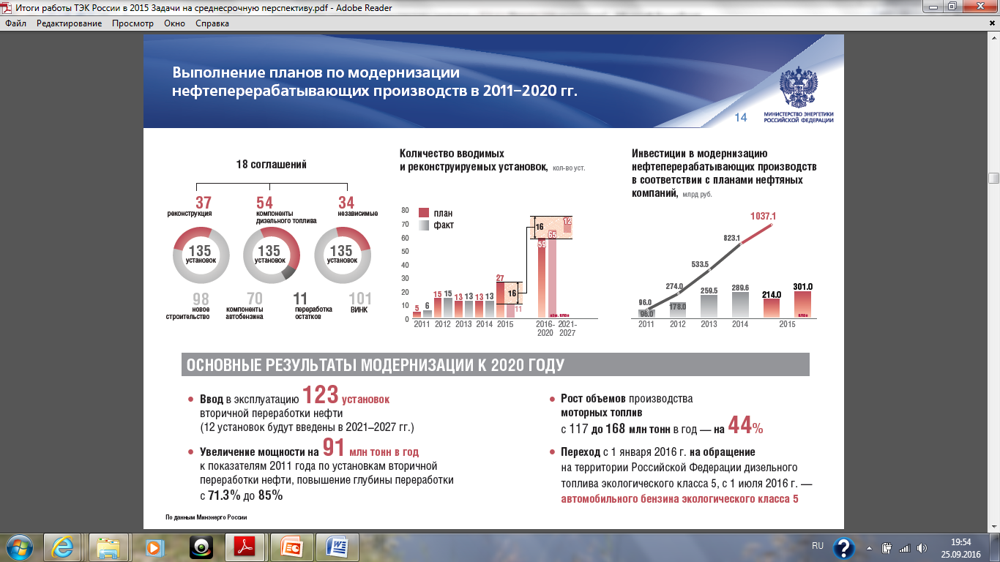 Итоги работы ТЭК России в 2015 Задачи на среднесрочную перспективу.pdf - Adobe Reader
Файл Редактирование Просмотр Окно Справка
Выполнение планов по модернизации
нефтеперерабатывающих производств в 2011–2020 гг.
14
МИНИСТЕРСТВО ЭНЕРГЕТИКИ
РОССИЙСКОЙ ФЕДЕРАЦИИ
18 соглашений
37
реконструкция
54
компоненты
дизельного топлива
34
независимые
135
установок
135
установок
135
установок
98
новое
строительство
70
компоненты
автобензина
11
переработка
остатков
101
ВИНК
Количество вводимых
и реконструируемых установок, кол-во уст.
80
70
60
50
40
30
20
10
0
план
факт
5
6
15
15
13
13
13
13
27
16
11
59
65
16
12
2011
2012
2013
2014
2015
2016-
2020
2021-
2027
Инвестиции в модернизацию
нефтеперерабатывающих производств
в соответствии с планами нефтяных
компаний, млрд руб.
1037.1
823.1
533.5
274.0
96.0
96.0
178.0
259.5
289.6
214.0
301.0
план
2011
2012
2013
2014
2015
ОСНОВНЫЕ РЕЗУЛЬТАТЫ МОДЕРНИЗАЦИИ К 2020 ГОДУ
• Ввод в эксплуатацию 123 установок
вторичной переработки нефти
(12 установок будут введены в 2021–2027 гг.)
• Увеличение мощности на 91 млн тонн в год
к показателям 2011 года по установкам вторичной
переработки нефти, повышение глубины переработки
с 71.3% до 85%
• Рост объемов производства
моторных топлив
с 117 до 168 млн тонн в год — на 44%
• Переход с 1 января 2016 г. на обращение
на территории Российской Федерации дизельного
топлива экологического класса 5, с 1 июля 2016 г. —
автомобильного бензина экологического класса 5
По данным Минэнерго России
RU
19:54
25.09.2016